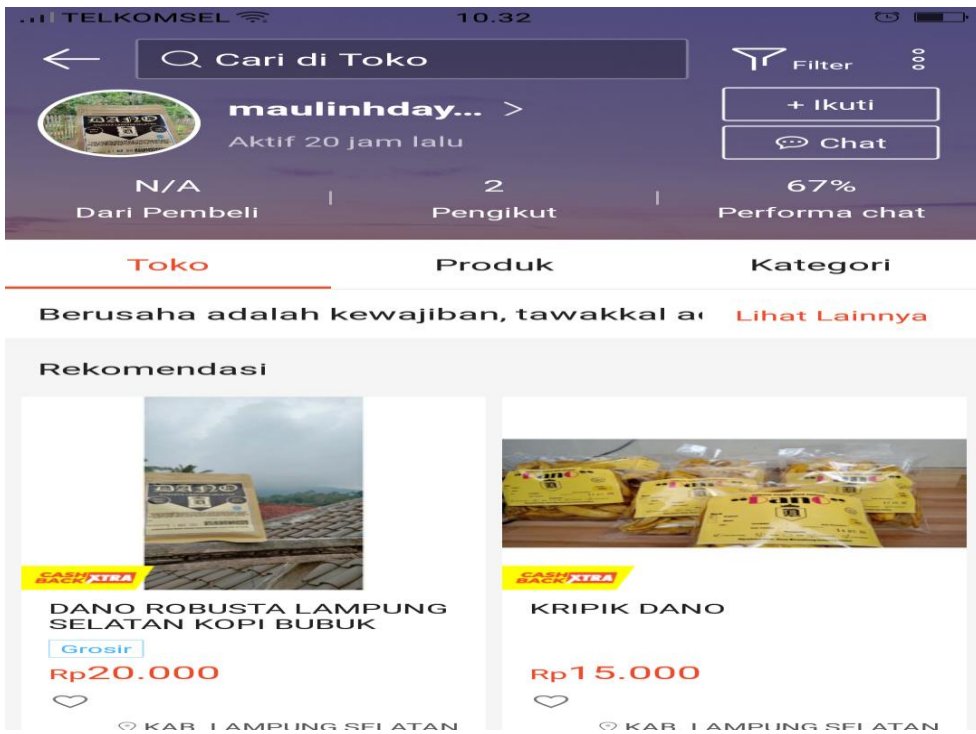 TELKOMSEL 10.32
Cari di Toko
Filter
maulinhday... >
+ Ikuti
Aktif 20 jam lalu
Chat
N/A 2 67%
Dari Pembeli Pengikut Performa chat
Toko Produk Kategori
Berusaha adalah kewajiban, tawakkal Lihat Lainnya
Rekomendasi
DANO
"DANO"
CASH BACK XTRA CASH BACK XTRA
DANO ROBUSTA LAMPUNG KRIPIK DANO
SELATAN KOPI BUBUK
Grosir
Rp20.000 Rp15.000
KAB. LAMPUNG SELATAN KAB. LAMPUNG SELATAN